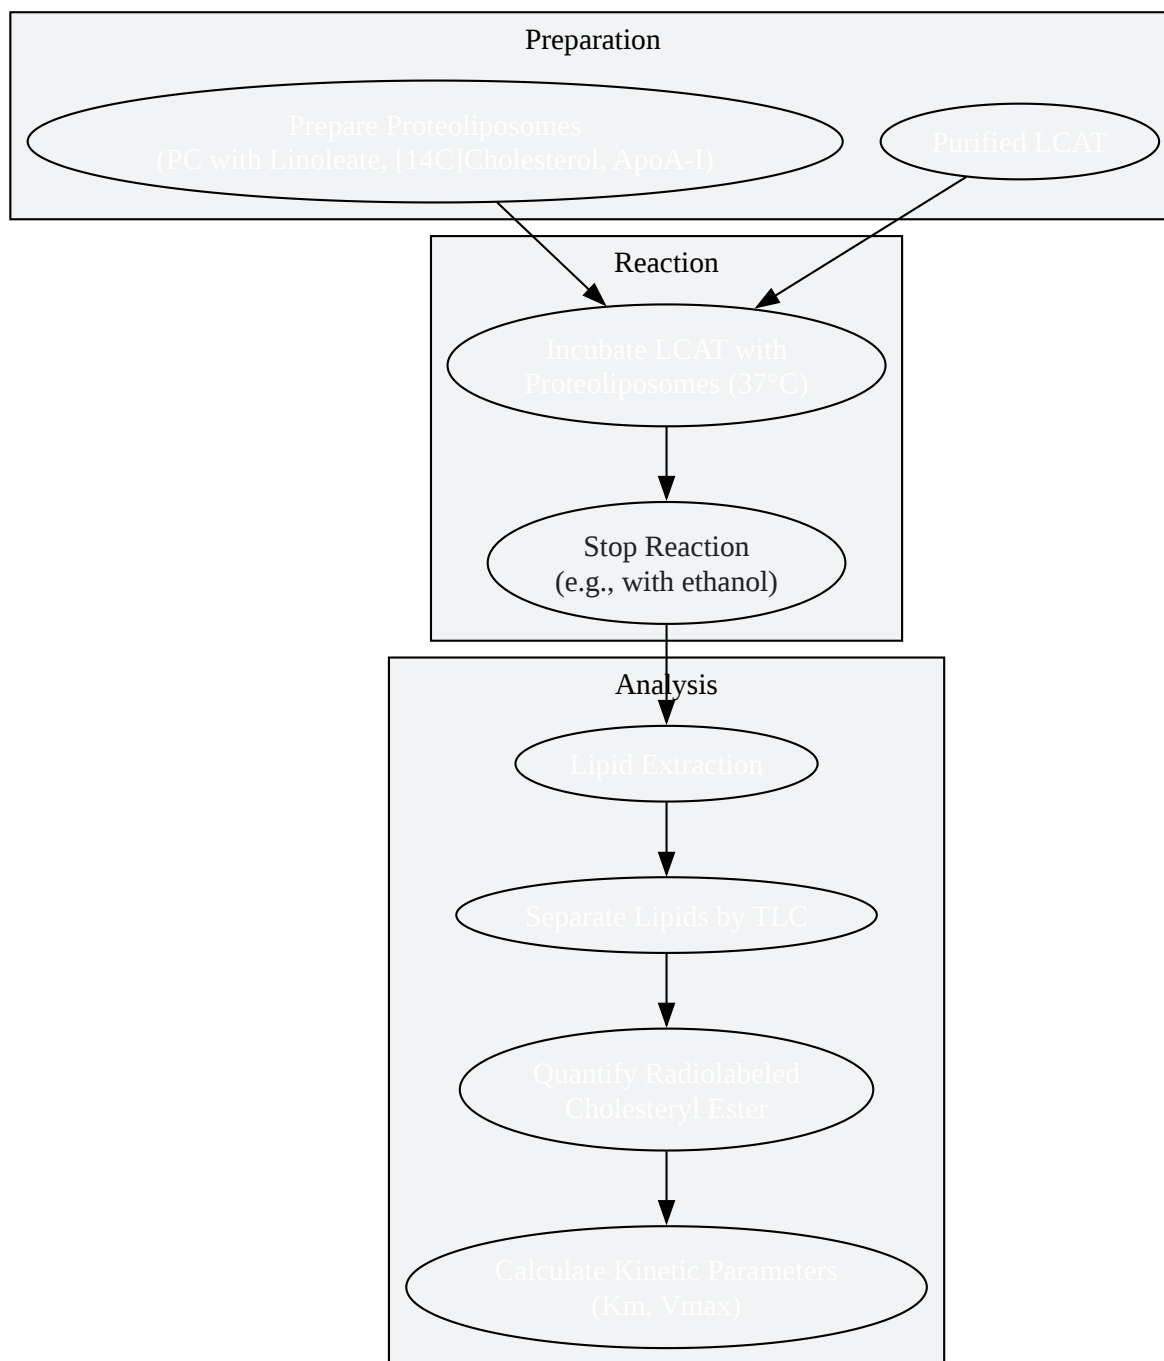 Preparation
Prepare Proteoliposomes
(PC with Linoleate, [14C]Cholesterol, ApoA-I)
Purified LCAT
Reaction
Incubate LCAT with
Proteoliposomes (37°C)
Stop Reaction
(e.g., with ethanol)
Analysis
Lipid Extraction
Separate Lipids by TLC
Quantify Radiolabeled
Cholesteryl Ester
Calculate Kinetic Parameters
(Km, Vmax)